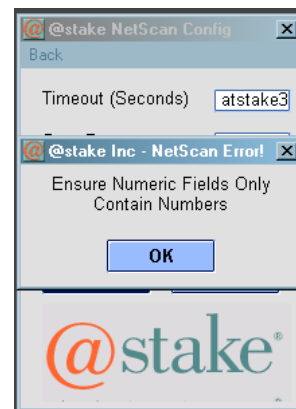 @stake NetScan Config
Back
Timeout (Seconds) atstake3
@stake Inc - NetScan Error!
Ensure Numeric Fields Only
Contain Numbers
OK
@stake®